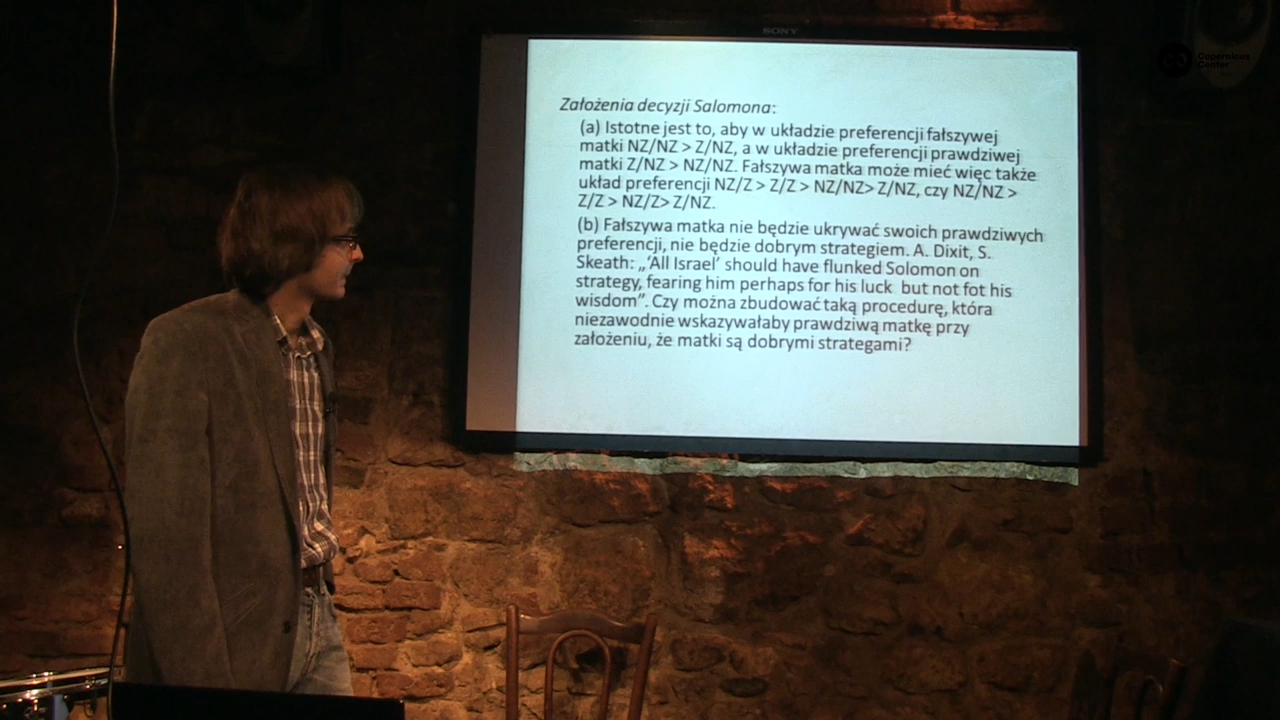 SONY
Copernicus
Center
Założenia decyzji Salomona:
(a) Istotne jest to, aby w układzie preferencji fałszywej
matki NZ/NZ > Z/NZ, a w układzie preferencji prawdziwej
matki Z/NZ > NZ/NZ. Fałszywa matka może mieć więc także
układ preferencji NZ/Z > Z/Z > NZ/NZ> Z/NZ, czy NZ/NZ >
Z/Z > NZ/Z> Z/NZ.
(b) Fałszywa matka nie będzie ukrywać swoich prawdziwych
preferencji, nie będzie dobrym strategiem. A. Dixit, S.
Skeath: „‘All Israel’ should have flunked Solomon on
strategy, fearing him perhaps for his luck but not fot his
wisdom”. Czy można zbudować taką procedurę, która
niezawodnie wskazywałaby prawdziwą matkę przy
założeniu, że matki są dobrymi strategami?